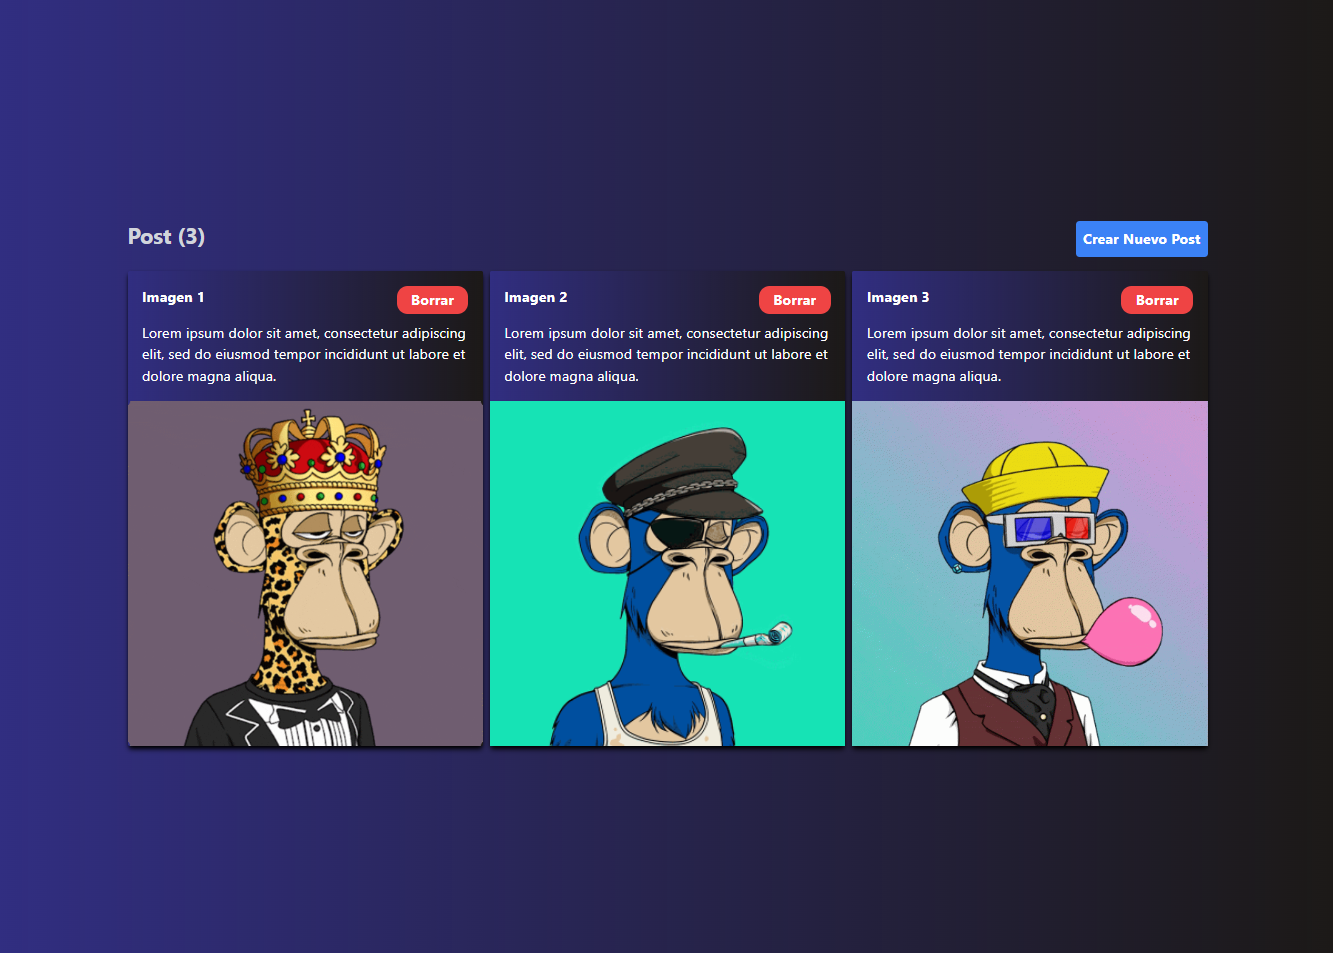 Post (3)
Crear Nuevo Post
Imagen 1
Borrar
Lorem ipsum dolor sit amet, consectetur adipiscing
elit, sed do eiusmod tempor incididunt ut labore et
dolore magna aliqua.
Imagen 2
Borrar
Lorem ipsum dolor sit amet, consectetur adipiscing
elit, sed do eiusmod tempor incididunt ut labore et
dolore magna aliqua.
Imagen 3
Borrar
Lorem ipsum dolor sit amet, consectetur adipiscing
elit, sed do eiusmod tempor incididunt ut labore et
dolore magna aliqua.